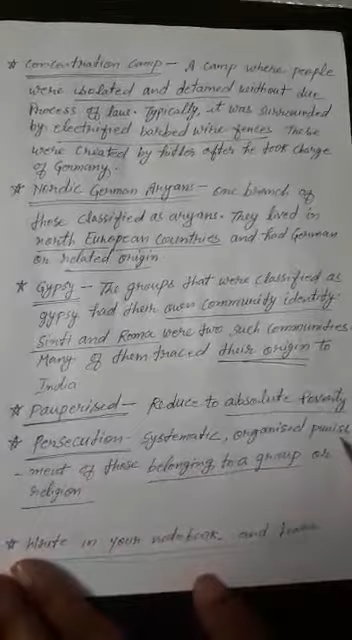 * Concentration Camp - A camp where people
were isolated and detained without due
Process of law. Typically, it was surrounded
by electrified barbed wire fences. These
were created by hitler after he took charge
of Germany.
* Nordic German Aryans - One branch of
those classified as aryans. They lived in
north European countries and had German
or related origin.
* Gypsy - The groups that were classified as
gypsy had their own community identity.
Sinti and Roma were two such communities.
Many of them traced their origin to
India
* Pauperised - Reduce to absolute Poverty
* Persecution - Systematic, organised punish
- ment of those belonging to a group or
religion
* Write in your notebook and